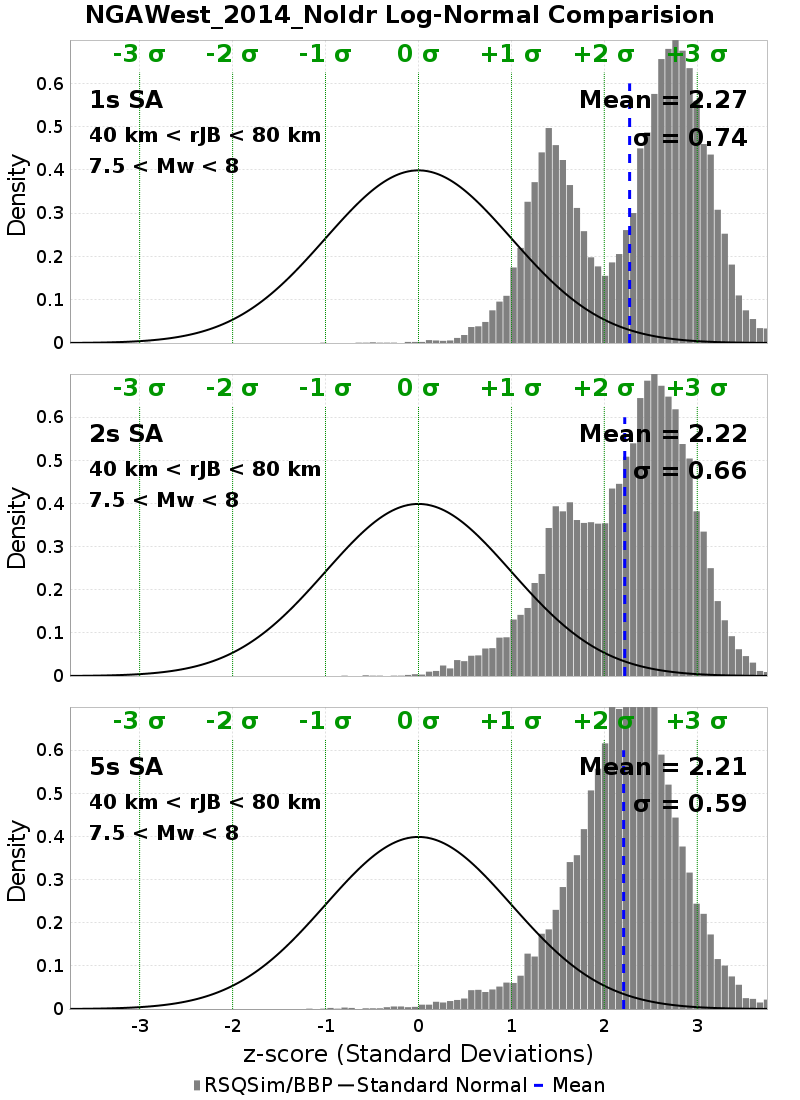 NGAWest_2014_NoIdr Log-Normal Comparision
-3 σ -2 σ -1 σ 0 σ +1 σ +2 σ +3 σ
0.6
1s SA
Mean = 2.27
0.5
40 km < rJB < 80 km
σ = 0.74
7.5 < Mw < 8
0.4
Density
0.3
0.2
0.1
0
-3 σ -2 σ -1 σ 0 σ +1 σ +2 σ +3 σ
0.6
2s SA
Mean = 2.22
0.5
40 km < rJB < 80 km
σ = 0.66
7.5 < Mw < 8
0.4
Density
0.3
0.2
0.1
0
-3 σ -2 σ -1 σ 0 σ +1 σ +2 σ +3 σ
0.6
5s SA
Mean = 2.21
0.5
40 km < rJB < 80 km
σ = 0.59
7.5 < Mw < 8
0.4
Density
0.3
0.2
0.1
0
-3 -2 -1 0 1 2 3
z-score (Standard Deviations)
RSQSim/BBP Standard Normal Mean